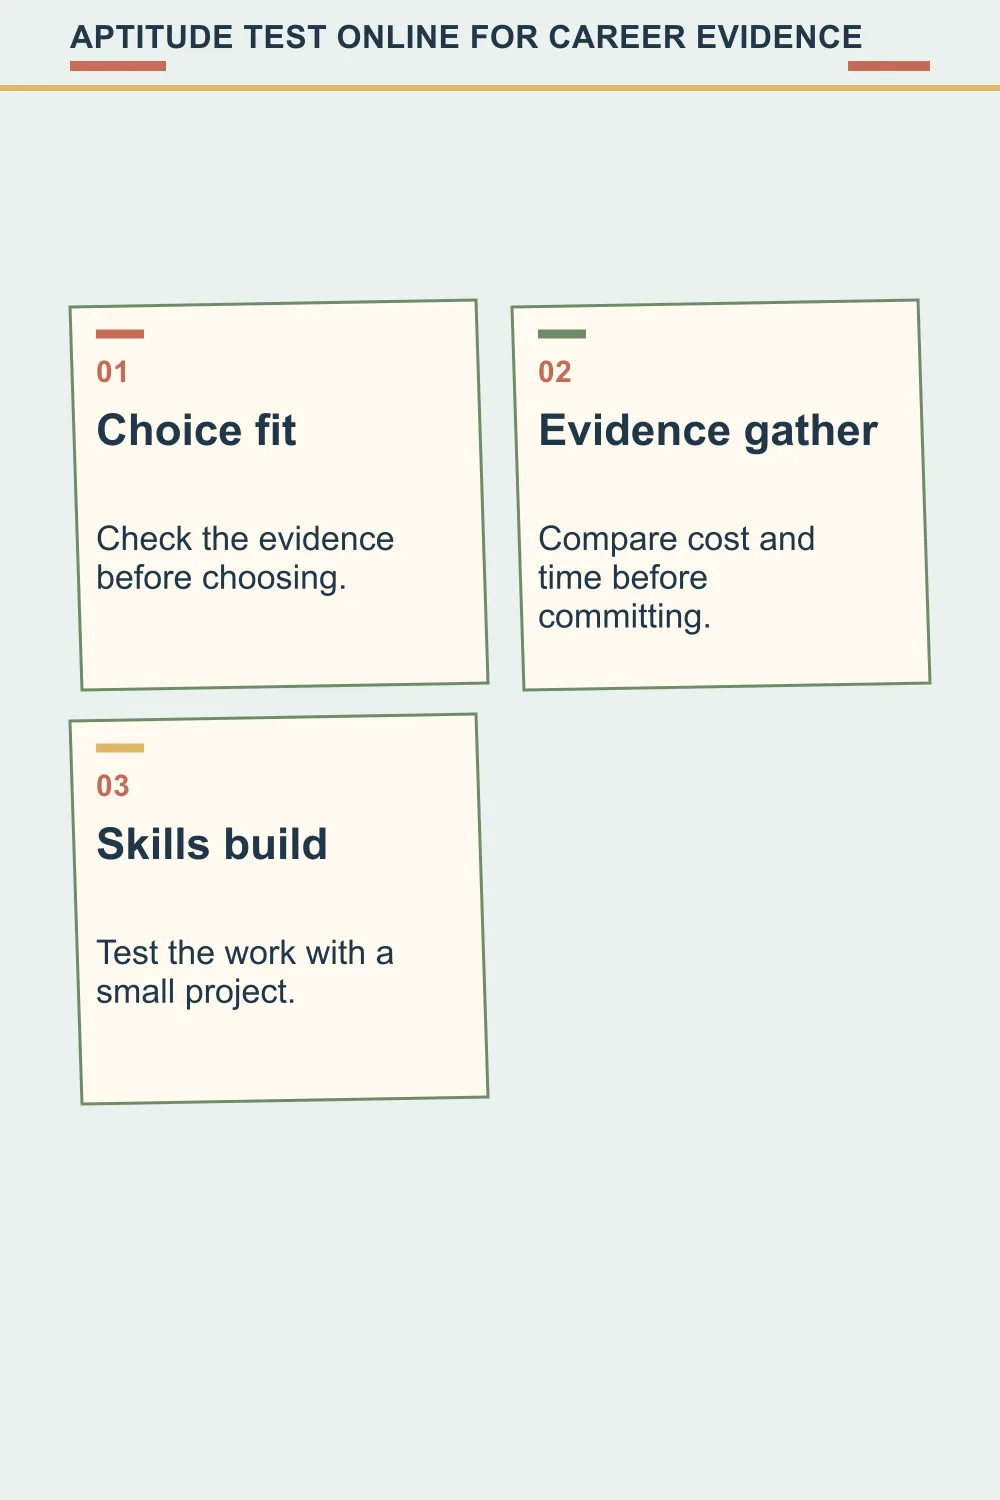 APTITUDE TEST ONLINE FOR CAREER EVIDENCE
01
Choice fit
Check the evidence
before choosing.
02
Evidence gather
Compare cost and
time before
committing.
03
Skills build
Test the work with a
small project.